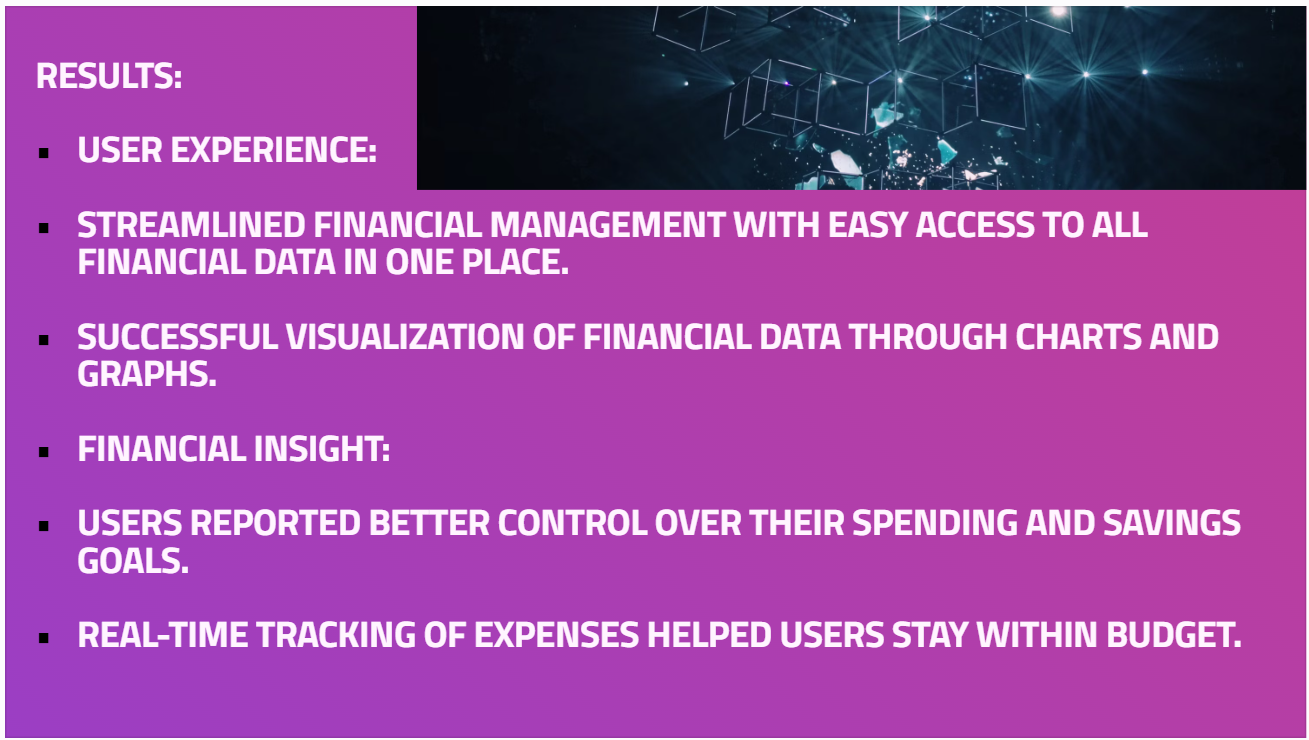 RESULTS:
▪ USER EXPERIENCE:
▪ STREAMLINED FINANCIAL MANAGEMENT WITH EASY ACCESS TO ALL
FINANCIAL DATA IN ONE PLACE.
▪ SUCCESSFUL VISUALIZATION OF FINANCIAL DATA THROUGH CHARTS AND
GRAPHS.
▪ FINANCIAL INSIGHT:
▪ USERS REPORTED BETTER CONTROL OVER THEIR SPENDING AND SAVINGS
GOALS.
▪ REAL-TIME TRACKING OF EXPENSES HELPED USERS STAY WITHIN BUDGET.